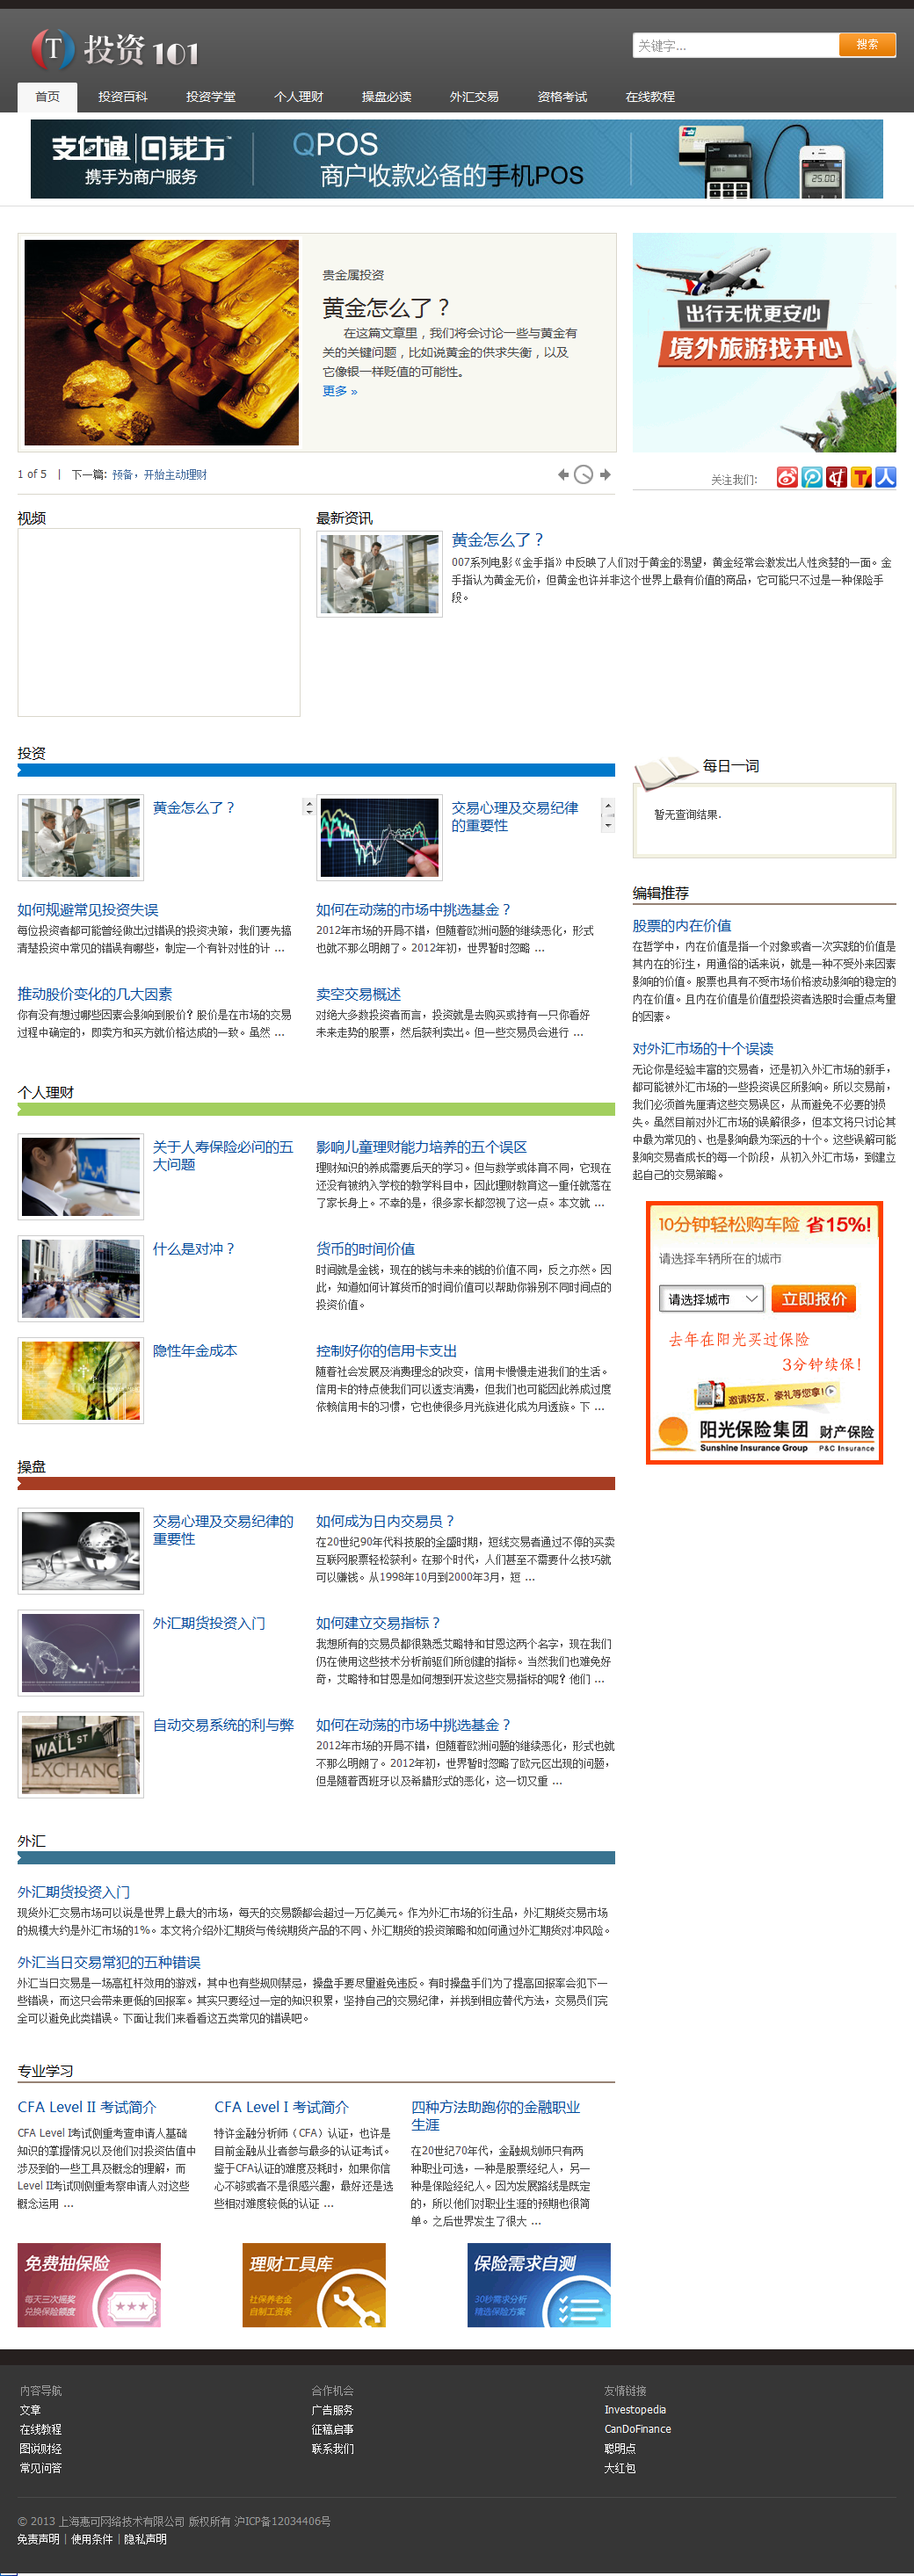 投资 101
关键字...
搜索
首页
投资百科
投资学堂
个人理财
操盘必读
外汇交易
资格考试
在线教程
支付通 | 回钱方™
携手为商户服务
QPOS
商户收款必备的手机POS
25.00
贵金属投资
黄金怎么了？
在这篇文章里，我们将会讨论一些与黄金有
关的关键问题，比如说黄金的供求失衡，以及
它像银一样贬值的可能性。
更多 »
出行无忧更安心
境外旅游找开心
1 of 5 | 下一篇: 预备，开始主动理财
关注我们:
视频
最新资讯
黄金怎么了？
007系列电影《金手指》中反映了人们对于黄金的渴望，黄金经常会激发出人性贪婪的一面。金
手指认为黄金无价，但黄金也许并非这个世界上最有价值的商品，它可能只不过是一种保险手
段。
投资
黄金怎么了？
交易心理及交易纪律
的重要性
如何规避常见投资失误
每位投资者都可能曾经做出过错误的投资决策，我们要先搞
清楚投资中常见的错误有哪些，制定一个有针对性的计 ...
如何在动荡的市场中挑选基金？
2012年市场的开局不错，但随着欧洲问题的继续恶化，形式
也就不那么明朗了。2012年初，世界暂时忽略 ...
推动股价变化的几大因素
你有没有想过哪些因素会影响到股价？股价是在市场的交易
过程中确定的，即卖方和买方就价格达成的一致。虽然 ...
卖空交易概述
对绝大多数投资者而言，投资就是去购买或持有一只你看好
未来走势的股票，然后获利卖出。但一些交易员会进行 ...
每日一词
暂无查询结果.
编辑推荐
股票的内在价值
在哲学中，内在价值是指一个对象或者一次实践的价值是
其内在的衍生，用通俗的话来说，就是一种不受外来因素
影响的价值。股票也具有不受市场价格波动影响的
内在价值。且内在价值是价值型投资者选股时会重点考量
的因素。
对外汇市场的十个误读
无论你是经验丰富的交易者，还是初入外汇市场的新手，
都可能被外汇市场的一些投资误区所影响。所以交易前，
我们必须首先厘清这些交易误区，从而避免不必要的损
失。虽然目前对外汇市场的误解很多，但本文将只讨论其
中最为常见的、也是影响最为深远的十个。这些误解可能
影响交易者成长的每一个阶段，从初入外汇市场，到建立
起自己的交易策略。
10分钟轻松购车险 省15%!
请选择车辆所在的城市
请选择城市
立即报价
去年在阳光买过保险
3分钟续保!
邀请好友，豪礼等您拿!
阳光保险集团 财产保险
Sunshine Insurance Group P&C Insurance
个人理财
关于人寿保险必问的五
大问题
影响儿童理财能力培养的五个误区
理财知识的养成需要后天的学习。但与数学或体育不同，它现在
还没有被纳入学校的教学科目中，因此理财教育这一重任就落在
了家长身上。不幸的是，很多家长都忽视了这一点。本文就 ...
什么是对冲？
货币的时间价值
时间就是金钱，现在的钱与未来的钱的价值不同，反之亦然。因
此，知道如何计算货币的时间价值可以帮助你辨别不同时间点的
投资价值。
隐性年金成本
控制好你的信用卡支出
随着社会发展及消费理念的改变，信用卡慢慢走进我们的生活。
信用卡的特点使我们可以透支消费，但我们也可能因此养成过度
依赖信用卡的习惯，它也使很多月光族进化成为月透族。下 ...
操盘
交易心理及交易纪律的
重要性
如何成为日内交易员？
在20世纪90年代科技股的全盛时期，短线交易者通过不停的买卖
互联网股票轻松获利。在那个时代，人们甚至不需要什么技巧就
可以赚钱。从1998年10月到2000年3月，短 ...
外汇期货投资入门
如何建立交易指标？
我想所有的交易员都很熟悉艾略特和甘恩这两个名字，现在我们
仍在使用这些技术分析前驱们所创建的指标。当然我们也难免好
奇，艾略特和甘恩是如何想到开发这些交易指标的呢？他们 ...
WALL ST
EXCHANG
自动交易系统的利与弊
如何在动荡的市场中挑选基金？
2012年市场的开局不错，但随着欧洲问题的继续恶化，形式也就
不那么明朗了。2012年初，世界暂时忽略了欧元区出现的问题，
但是随着西班牙以及希腊形式的恶化，这一切又重 ...
外汇
外汇期货投资入门
现货外汇交易市场可以说是世界上最大的市场，每天的交易额都会超过一万亿美元。作为外汇市场的衍生品，外汇期货交易市场
的规模大约是外汇市场的1%。本文将介绍外汇期货与传统期货产品的不同、外汇期货的投资策略和如何通过外汇期货对冲风险。
外汇当日交易常犯的五种错误
外汇当日交易是一场高杠杆效用的游戏，其中也有些规则禁忌，操盘手要尽量避免违反。有时操盘手们为了提高回报率会犯下一
些错误，而这只会带来更低的回报率。其实只要经过一定的知识积累，坚持自己的交易纪律，并找到相应替代方法，交易员们完
全可以避免此类错误。下面让我们来看看这五类常见的错误吧。
专业学习
CFA Level II 考试简介
CFA Level I考试侧重考查申请人基础
知识的掌握情况以及他们对投资估值中
涉及到的一些工具及概念的理解，而
Level II考试则侧重考察申请人对这些
概念运用 ...
CFA Level I 考试简介
特许金融分析师（CFA）认证，也许是
目前金融从业者参与最多的认证考试。
鉴于CFA认证的难度及耗时，如果你信
心不够或者不是很感兴趣，最好还是选
些相对难度较低的认证 ...
四种方法助跑你的金融职业
生涯
在20世纪70年代，金融规划师只有两
种职业可选，一种是股票经纪人，另一
种是保险经纪人。因为发展路线是既定
的，所以他们对职业生涯的预期也很简
单。之后世界发生了很大 ...
免费抽保险
每天三次摇奖
兑换保险额度
理财工具库
社保养老金
自制工资条
保险需求自测
30秒需求分析
精选保险方案
内容导航
文章
在线教程
图说财经
常见问答
合作机会
广告服务
征稿启事
联系我们
友情链接
Investopedia
CanDoFinance
聪明点
大红包
© 2013 上海惠可网络技术有限公司 版权所有 沪ICP备12034406号
免责声明 | 使用条件 | 隐私声明